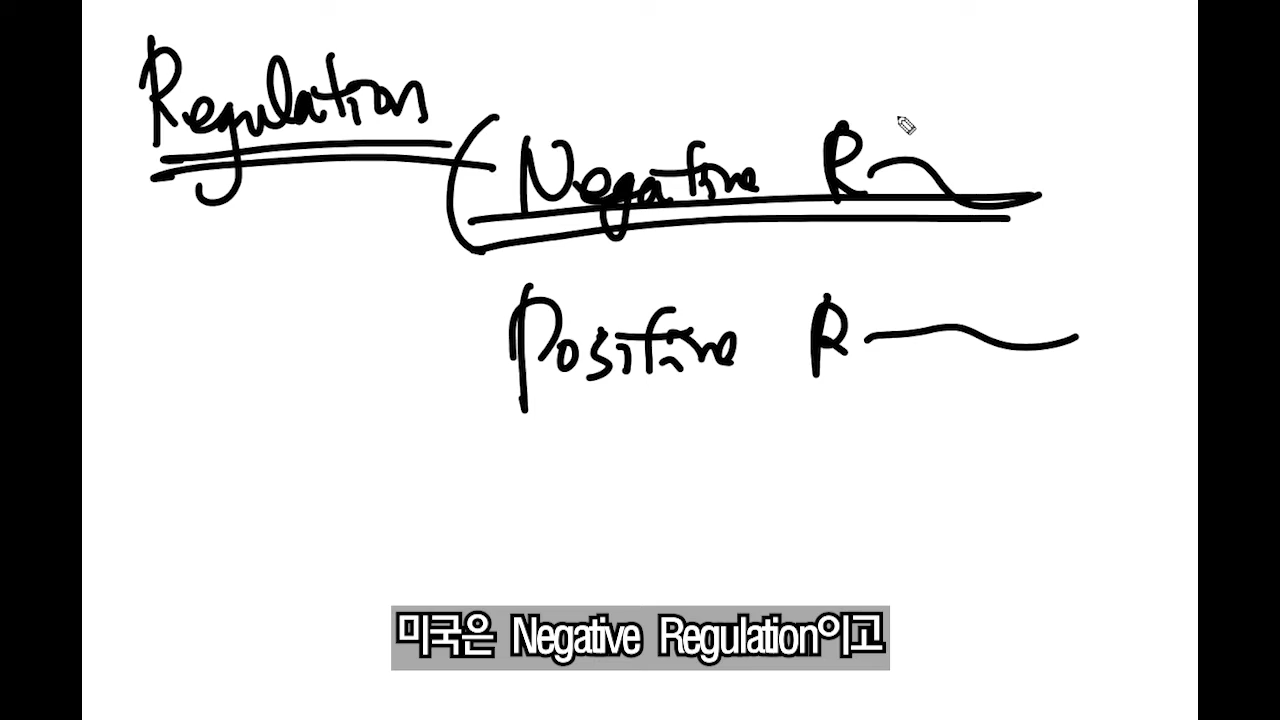 Regulation
Negative R
Positive R
미국은 Negative Regulation이고